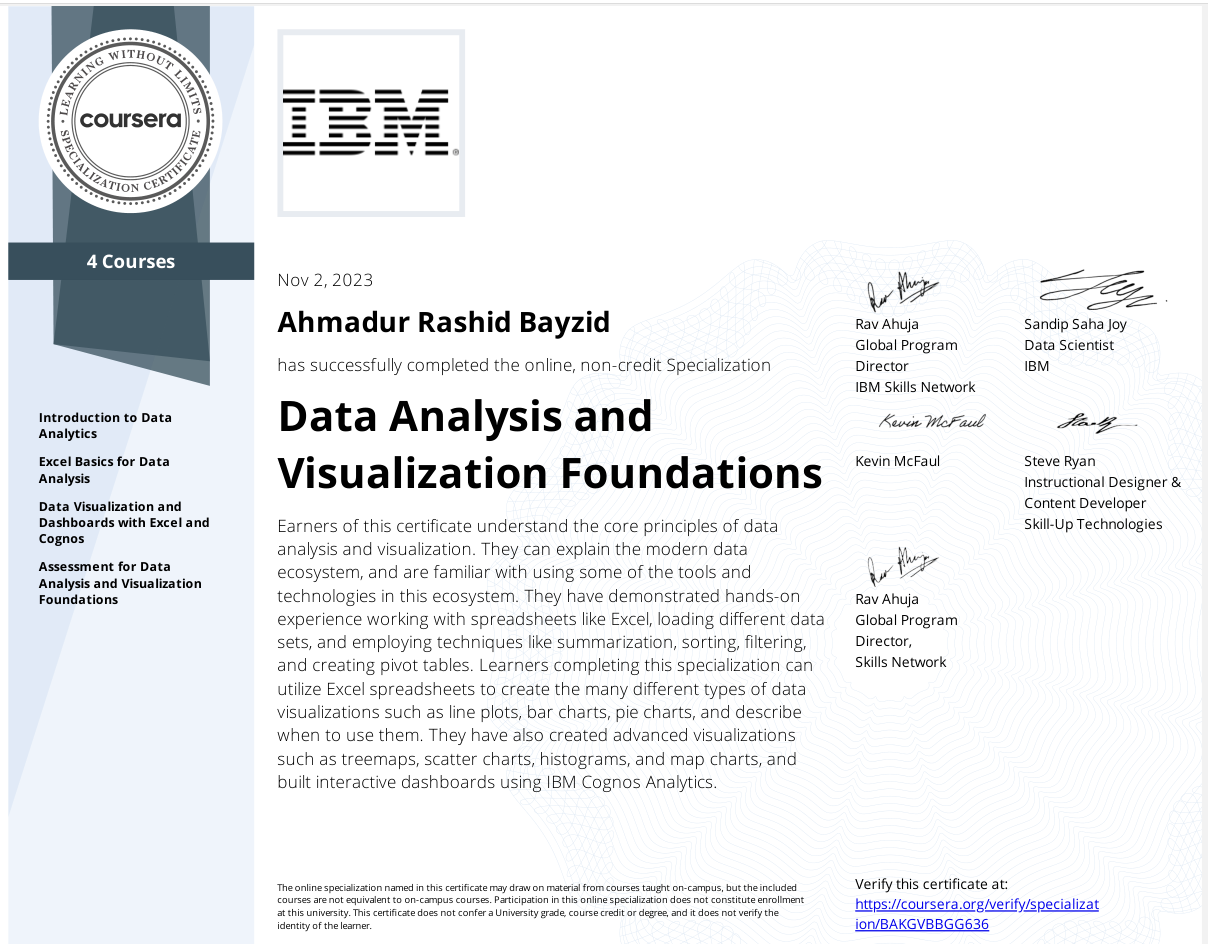 LEARNING WITHOUT LIMITS
coursera
SPECIALIZATION CERTIFICATE
4 Courses
Introduction to Data
Analytics
Excel Basics for Data
Analysis
Data Visualization and
Dashboards with Excel and
Cognos
Assessment for Data
Analysis and Visualization
Foundations
IBM®
Nov 2, 2023
Ahmadur Rashid Bayzid
has successfully completed the online, non-credit Specialization
Data Analysis and
Visualization Foundations
Earners of this certificate understand the core principles of data
analysis and visualization. They can explain the modern data
ecosystem, and are familiar with using some of the tools and
technologies in this ecosystem. They have demonstrated hands-on
experience working with spreadsheets like Excel, loading different data
sets, and employing techniques like summarization, sorting, filtering,
and creating pivot tables. Learners completing this specialization can
utilize Excel spreadsheets to create the many different types of data
visualizations such as line plots, bar charts, pie charts, and describe
when to use them. They have also created advanced visualizations
such as treemaps, scatter charts, histograms, and map charts, and
built interactive dashboards using IBM Cognos Analytics.
Rav Ahuja
Rav Ahuja
Global Program
Director
IBM Skills Network
Sandip Saha Joy
Data Scientist
IBM
Kevin McFaul
Kevin McFaul
Steve Ryan
Instructional Designer &
Content Developer
Skill-Up Technologies
Rav Ahuja
Rav Ahuja
Global Program
Director,
Skills Network
The online specialization named in this certificate may draw on material from courses taught on-campus, but the included
courses are not equivalent to on-campus courses. Participation in this online specialization does not constitute enrollment
at this university. This certificate does not confer a University grade, course credit or degree, and it does not verify the
identity of the learner.
Verify this certificate at:
https://coursera.org/verify/specializat
ion/BAKGVBBGG636